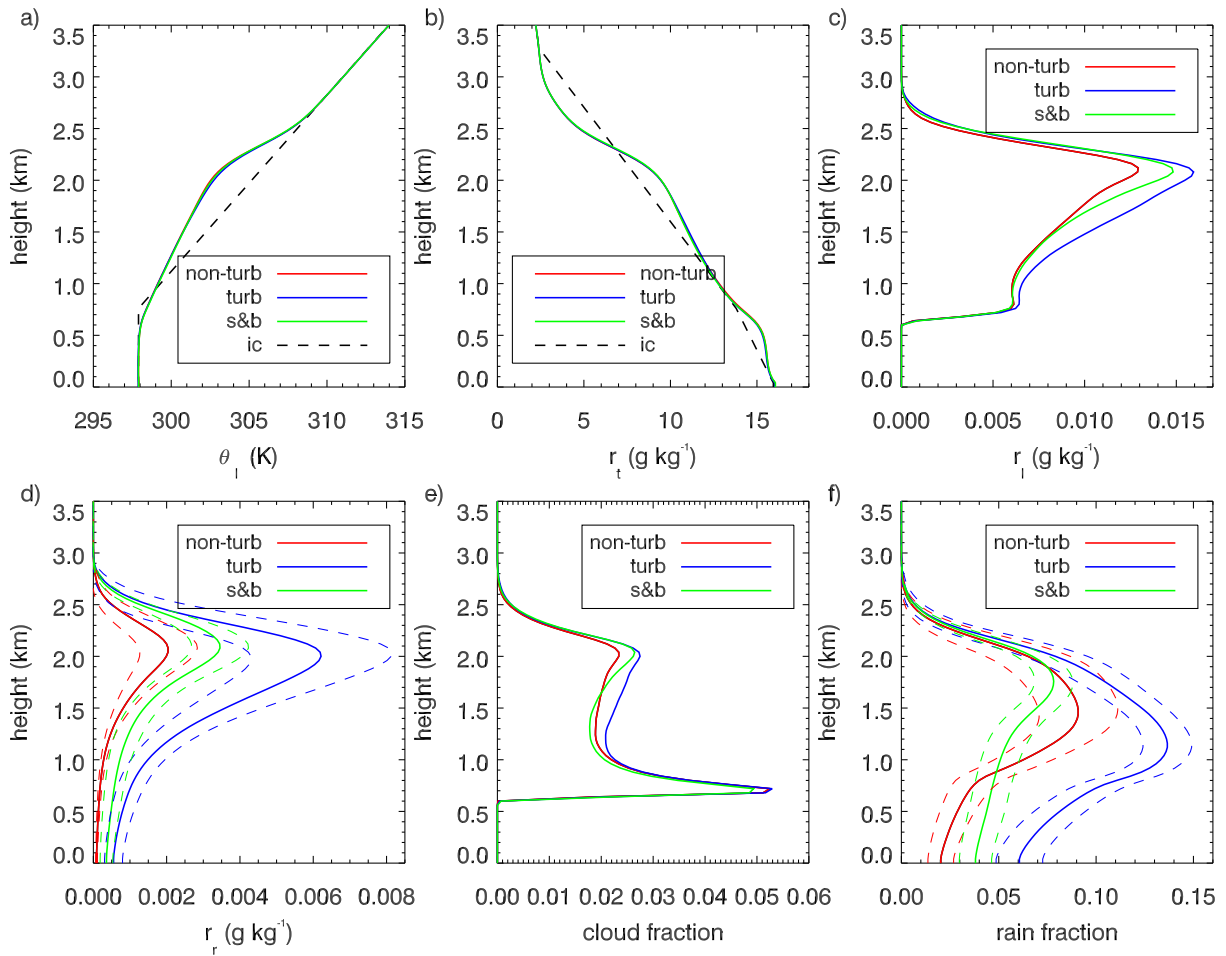 a)
3.5
3.0
2.5
2.0
1.5
1.0
0.5
0.0
height (km)
non-turb
turb
s&b
ic
295 300 305 310 315
θl (K)
b)
3.5
3.0
2.5
2.0
1.5
1.0
0.5
0.0
height (km)
non-turb
turb
s&b
ic
0 5 10 15
rt (g kg-1)
c)
3.5
3.0
2.5
2.0
1.5
1.0
0.5
0.0
height (km)
non-turb
turb
s&b
0.000 0.005 0.010 0.015
rl (g kg-1)
d)
3.5
3.0
2.5
2.0
1.5
1.0
0.5
0.0
height (km)
non-turb
turb
s&b
0.000 0.002 0.004 0.006 0.008
rr (g kg-1)
e)
3.5
3.0
2.5
2.0
1.5
1.0
0.5
0.0
height (km)
non-turb
turb
s&b
0.00 0.01 0.02 0.03 0.04 0.05 0.06
cloud fraction
f)
3.5
3.0
2.5
2.0
1.5
1.0
0.5
0.0
height (km)
non-turb
turb
s&b
0.00 0.05 0.10 0.15
rain fraction